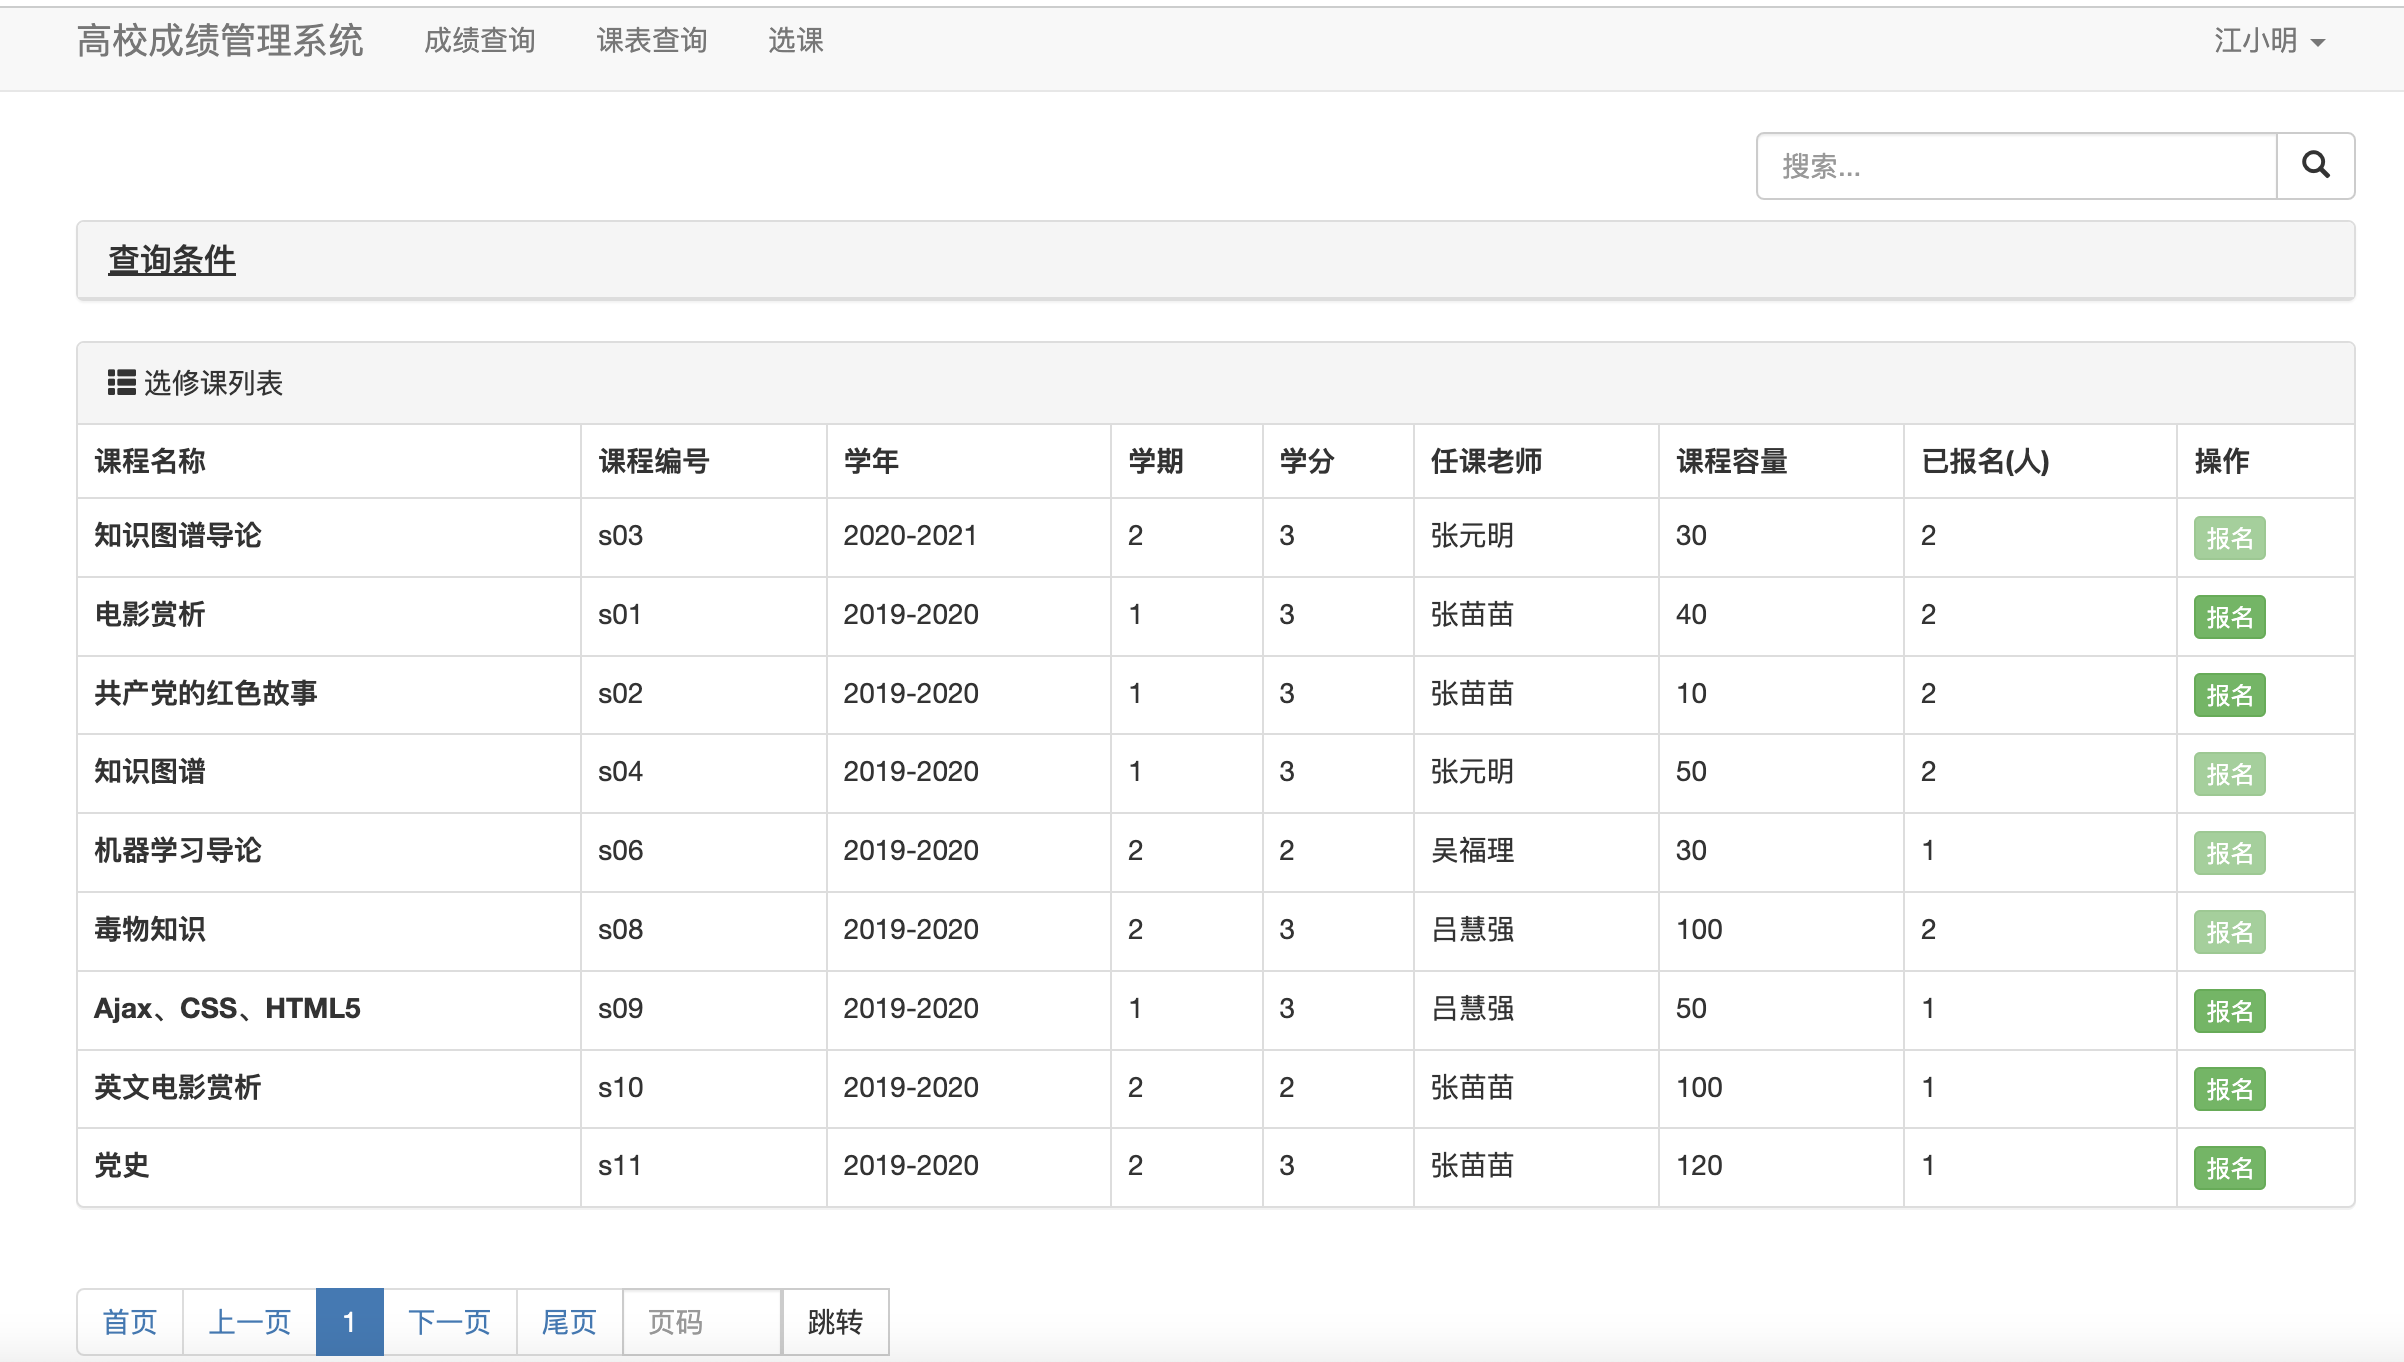 高校成绩管理系统 成绩查询 课表查询 选课 江小明
搜索...
查询条件
选修课列表
课程名称 课程编号 学年 学期 学分 任课老师 课程容量 已报名(人) 操作
知识图谱导论 s03 2020-2021 2 3 张元明 30 2 报名
电影赏析 s01 2019-2020 1 3 张苗苗 40 2 报名
共产党的红色故事 s02 2019-2020 1 3 张苗苗 10 2 报名
知识图谱 s04 2019-2020 1 3 张元明 50 2 报名
机器学习导论 s06 2019-2020 2 2 吴福理 30 1 报名
毒物知识 s08 2019-2020 2 3 吕慧强 100 2 报名
Ajax、CSS、HTML5 s09 2019-2020 1 3 吕慧强 50 1 报名
英文电影赏析 s10 2019-2020 2 2 张苗苗 100 1 报名
党史 s11 2019-2020 2 3 张苗苗 120 1 报名
首页 上一页 1 下一页 尾页 页码 跳转